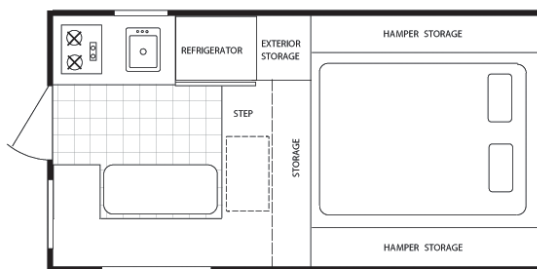 HAMPER STORAGE
REFRIGERATOR
EXTERIOR
STORAGE
STEP
STORAGE
HAMPER STORAGE